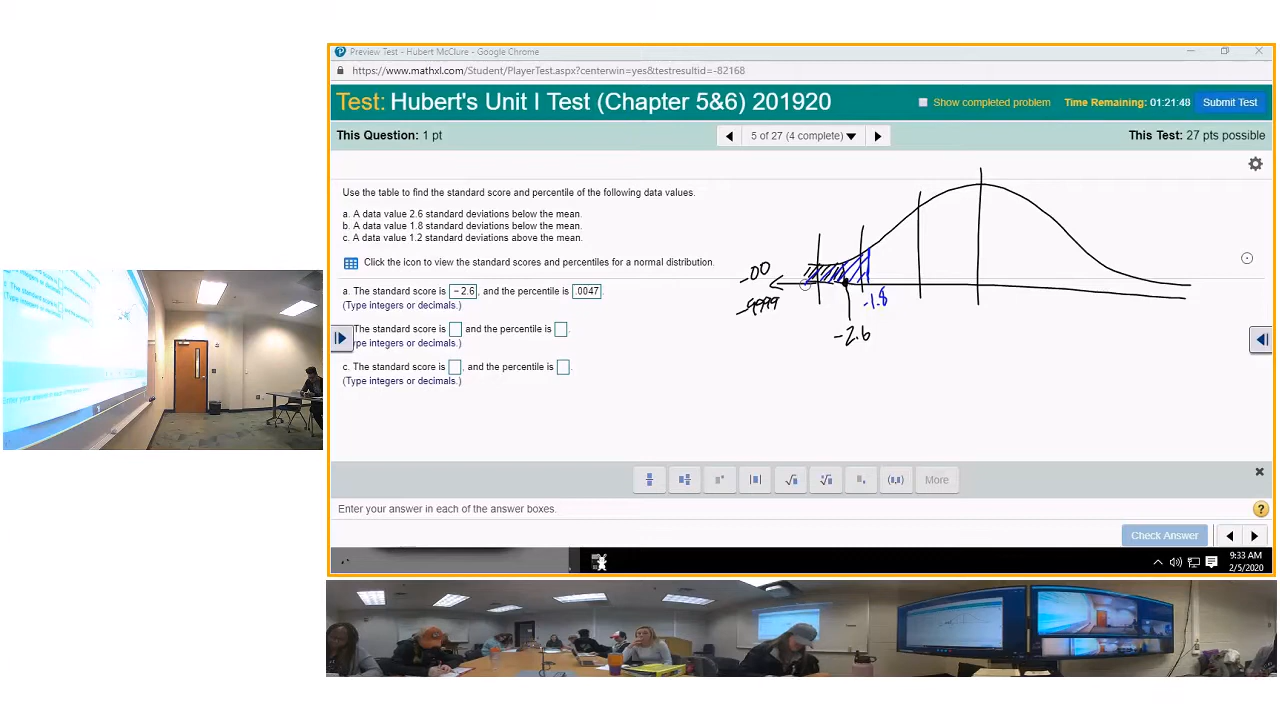 Preview Test - Hubert McClure - Google Chrome
https://www.mathxl.com/Student/PlayerTest.aspx?centerwin=yes&testresultid=-82168
Test: Hubert's Unit I Test (Chapter 5&6) 201920
Show completed problem
Time Remaining: 01:21:48
Submit Test
This Question: 1 pt
5 of 27 (4 complete)
This Test: 27 pts possible
Use the table to find the standard score and percentile of the following data values.
a. A data value 2.6 standard deviations below the mean.
b. A data value 1.8 standard deviations below the mean.
c. A data value 1.2 standard deviations above the mean.
Click the icon to view the standard scores and percentiles for a normal distribution.
a. The standard score is -2.6, and the percentile is .0047
(Type integers or decimals.)
The standard score is and the percentile is .
ype integers or decimals.)
c. The standard score is , and the percentile is .
(Type integers or decimals.)
-∞
-9999
-1.8
-2.6
More
Enter your answer in each of the answer boxes.
?
Check Answer
9:33 AM
2/5/2020